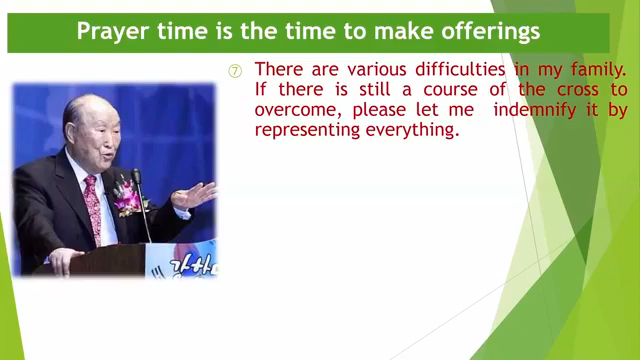 Prayer time is the time to make offerings
⑦ There are various difficulties in my family.
If there is still a course of the cross to
overcome, please let me indemnify it by
representing everything.